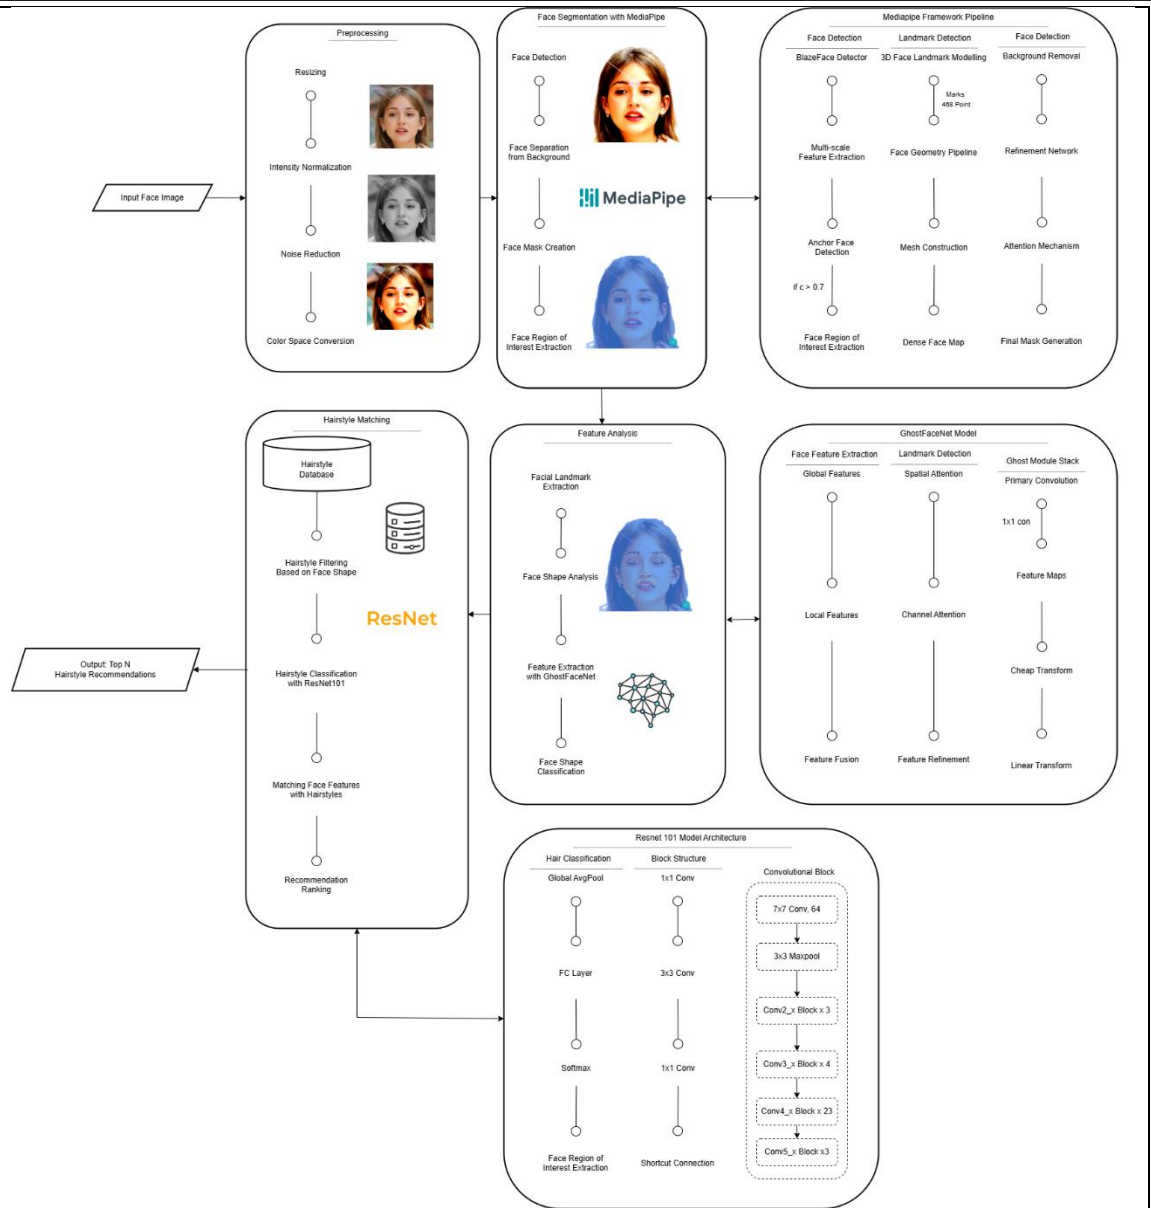 Input Face Image
Preprocessing
Resizing
Intensity Normalization
Noise Reduction
Color Space Conversion
Face Segmentation with MediaPipe
Face Detection
Face Separation
from Background
MediaPipe
Face Mask Creation
Face Region of
Interest Extraction
Mediapipe Framework Pipeline
Face Detection
BlazeFace Detector
Multi-scale
Feature Extraction
Anchor Face
Detection
if c > 0.7
Face Region of
Interest Extraction
Landmark Detection
3D Face Landmark Modelling
Marks
468 Point
Face Geometry Pipeline
Mesh Construction
Dense Face Map
Face Detection
Background Removal
Refinement Network
Attention Mechanism
Final Mask Generation
Hairstyle Matching
Hairstyle
Database
Hairstyle Filtering
Based on Face Shape
ResNet
Hairstyle Classification
with ResNet101
Matching Face Features
with Hairstyles
Recommendation
Ranking
Output: Top N
Hairstyle Recommendations
Feature Analysis
Facial Landmark
Extraction
Face Shape Analysis
Feature Extraction
with GhostFaceNet
Face Shape
Classification
GhostFaceNet Model
Face Feature Extraction
Global Features
Local Features
Feature Fusion
Landmark Detection
Spatial Attention
Channel Attention
Feature Refinement
Ghost Module Stack
Primary Convolution
1x1 con
Feature Maps
Cheap Transform
Linear Transform
Resnet 101 Model Architecture
Hair Classification
Global AvgPool
FC Layer
Softmax
Face Region of
Interest Extraction
Block Structure
1x1 Conv
3x3 Conv
1x1 Conv
Shortcut Connection
Convolutional Block
7x7 Conv, 64
3x3 Maxpool
Conv2_x Block x 3
Conv3_x Block x 4
Conv4_x Block x 23
Conv5_x Block x3